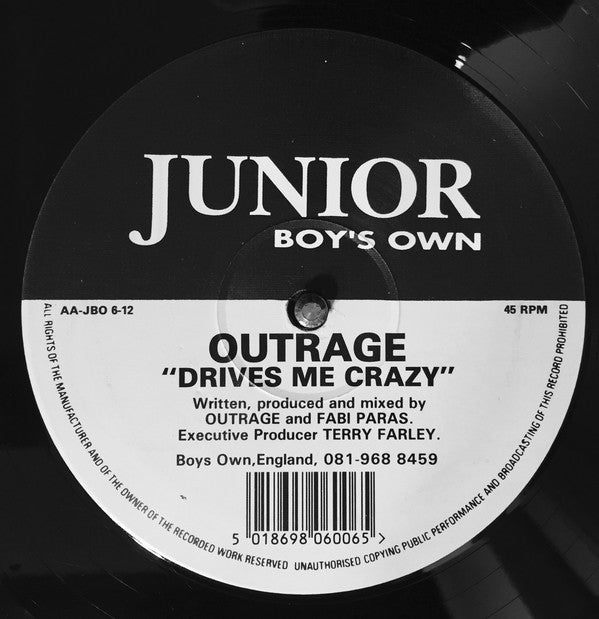 JUNIOR
BOY'S OWN
AA-JBO 6-12
45 RPM
OUTRAGE
"DRIVES ME CRAZY"
Written, produced and mixed by
OUTRAGE and FABI PARAS.
Executive Producer TERRY FARLEY.
Boys Own,England, 081-968 8459
5 018698 060065 >
ALL RIGHTS OF THE MANUFACTURER AND OF THE OWNER OF THE RECORDED WORK RESERVED UNAUTHORISED COPYING PUBLIC PERFORMANCE AND BROADCASTING OF THIS RECORD PROHIBITED